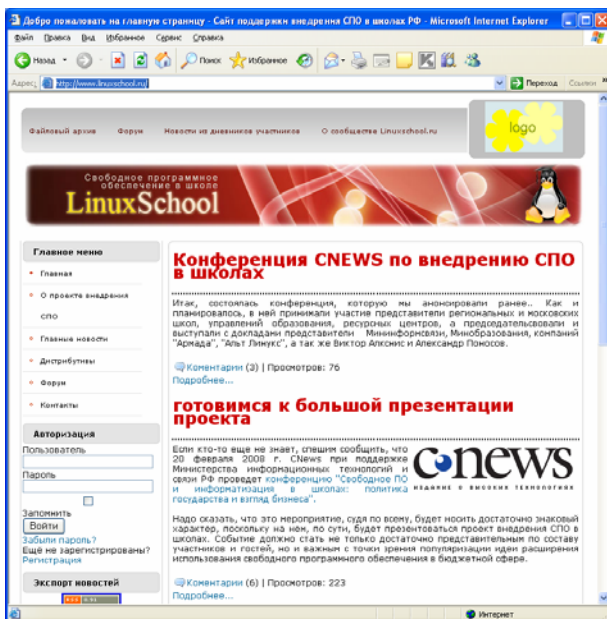 Добро пожаловать на главную страницу - Сайт поддержки внедрения СПО в школах РФ - Microsoft Internet Explorer
Файл Правка Вид Избранное Сервис Справка
Назад Поиск Избранное
Адрес: http://www.linuxschool.ru/ Переход Ссылки »
Файловый архив Форум Новости из дневников участников О сообществе Linuxschool.ru logo
Свободное программное
обеспечение в школе
LinuxSchool
Главное меню
Главная
О проекте внедрения
СПО
Главные новости
Дистрибутивы
Форум
Контакты
Авторизация
Пользователь
Пароль
Запомнить
Войти
Забыли пароль?
Ещё не зарегистрированы?
Регистрация
Экспорт новостей
Конференция CNEWS по внедрению СПО
в школах
Итак, состоялась конференция, которую мы анонсировали ранее.. Как и
планировалось, в ней принимали участие представители региональных и московских
школ, управлений образования, ресурсных центров, а председательствовали и
выступали с докладами представители Мининформсвязи, Минобразования, компаний
"Армада", "Альт Линукс", а так же Виктор Алкснис и Александр Поносов.
Коментарии (3) | Просмотров: 76
Подробнее...
готовимся к большой презентации
проекта
Если кто-то еще не знает, спешим сообщить, что
20 февраля 2008 г. CNews при поддержке
Министерства информационных технологий и
связи РФ проведет конференцию "Свободное ПО
и информатизация в школах: политика
государства и взгляд бизнеса".
cnews
издание о высоких технологиях
Надо сказать, что это мероприятие, судя по всему, будет носить достаточно знаковый
характер, поскольку на нем, по сути, будет презентоваться проект внедрения СПО в
школах. Событие должно стать не только достаточно представительным по составу
участников и гостей, но и важным с точки зрения популяризации идеи расширения
использования свободного программного обеспечения в бюджетной сфере.
Коментарии (6) | Просмотров: 223
Подробнее...
Интернет